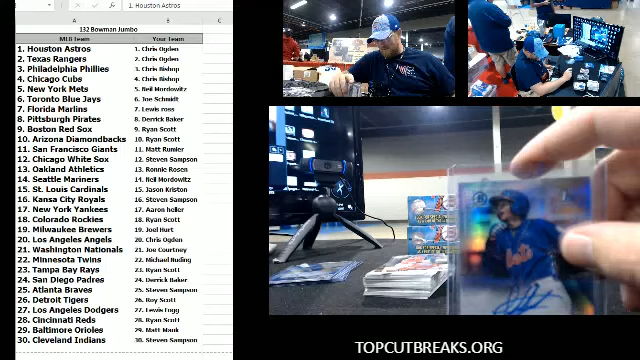 1. Houston Astros
A B C
132 Bowman Jumbo
MLB Team Your Team
1. Houston Astros 1. Chris Ogden
2. Texas Rangers 2. Chris Ogden
3. Philadelphia Phillies 3. Chris Bishop
4. Chicago Cubs 4. Chris Bishop
5. New York Mets 5. Neil Mordowitz
6. Toronto Blue Jays 6. Joe Schmidt
7. Florida Marlins 7. Lewis ross
8. Pittsburgh Pirates 8. Derrick Baker
9. Boston Red Sox 9. Ryan Scott
10. Arizona Diamondbacks 10. Ryan Scott
11. San Francisco Giants 11. Matt Rumler
12. Chicago White Sox 12. Steven Sampson
13. Oakland Athletics 13. Ronnie Rosen
14. Seattle Mariners 14. Neil Mordowitz
15. St. Louis Cardinals 15. Jason Kriston
16. Kansa City Royals 16. Steven Sampson
17. New York Yankees 17. Aaron heller
18. Colorado Rockies 18. Ryan Scott
19. Milwaukee Brewers 19. Joel Hurt
20. Los Angeles Angels 20. Chris Ogden
21. Washington Nationals 21. Joe Courtney
22. Minnesota Twins 22. Michael Ruding
23. Tampa Bay Rays 23. Ryan Scott
24. San Diego Padres 24. Derrick Baker
25. Atlanta Braves 25. Steven Sampson
26. Detroit Tigers 26. Roy Scott
27. Los Angeles Dodgers 27. Lewis Fogg
28. Cincinnati Reds 28. Ryan Scott
29. Baltimore Orioles 29. Matt Mauk
30. Cleveland Indians 30. Steven Sampson
Mets
TOPCUTBREAKS.ORG